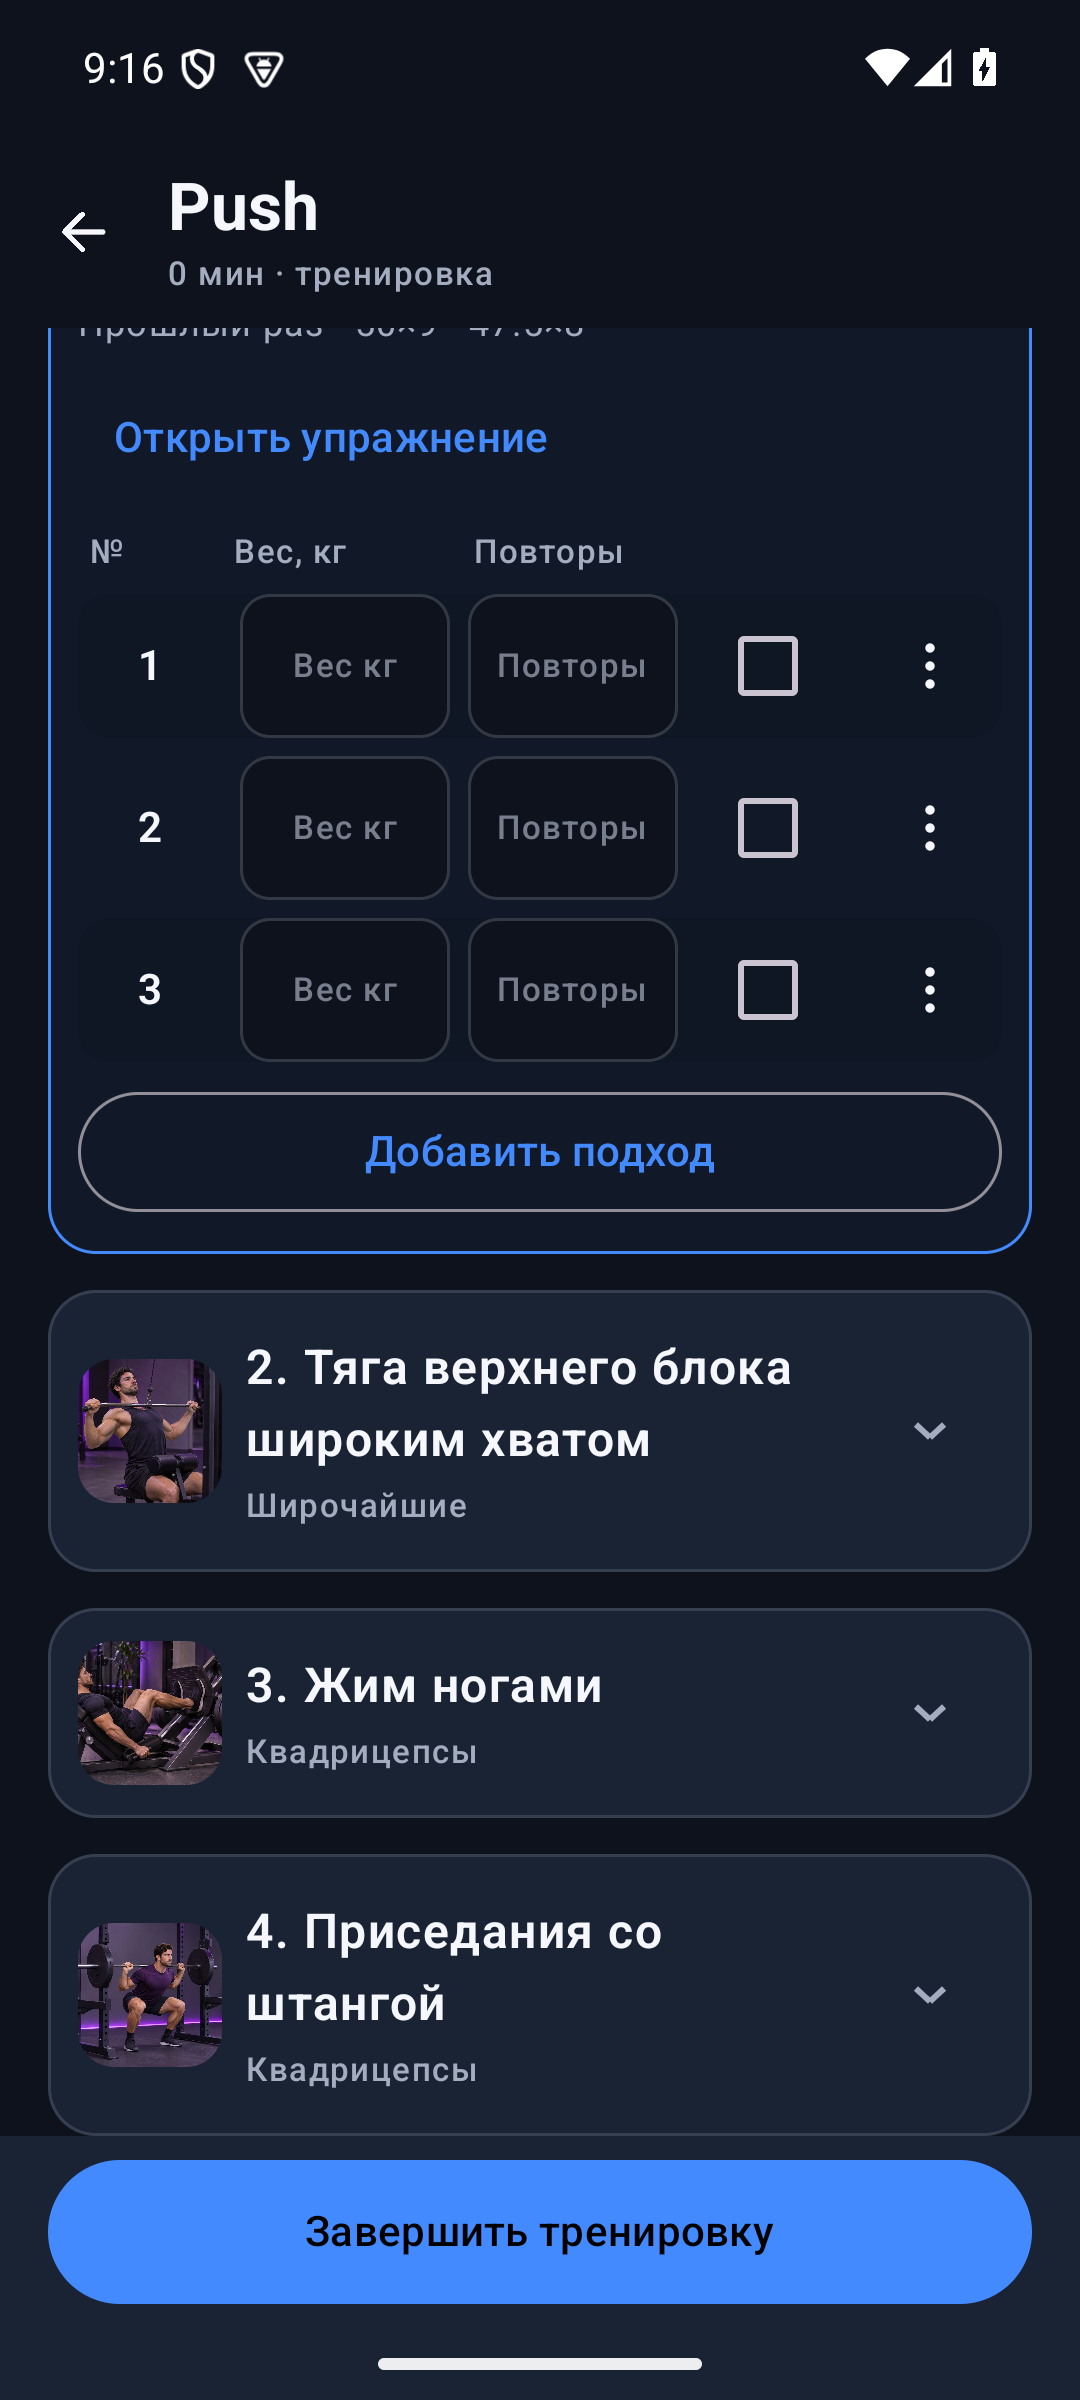 9:16
Push
0 мин · тренировка
Прошлый раз
Открыть упражнение
№ Вес, кг Повторы
1 Вес кг Повторы
2 Вес кг Повторы
3 Вес кг Повторы
Добавить подход
2. Тяга верхнего блока
широким хватом
Широчайшие
3. Жим ногами
Квадрицепсы
4. Приседания со
штангой
Квадрицепсы
Завершить тренировку